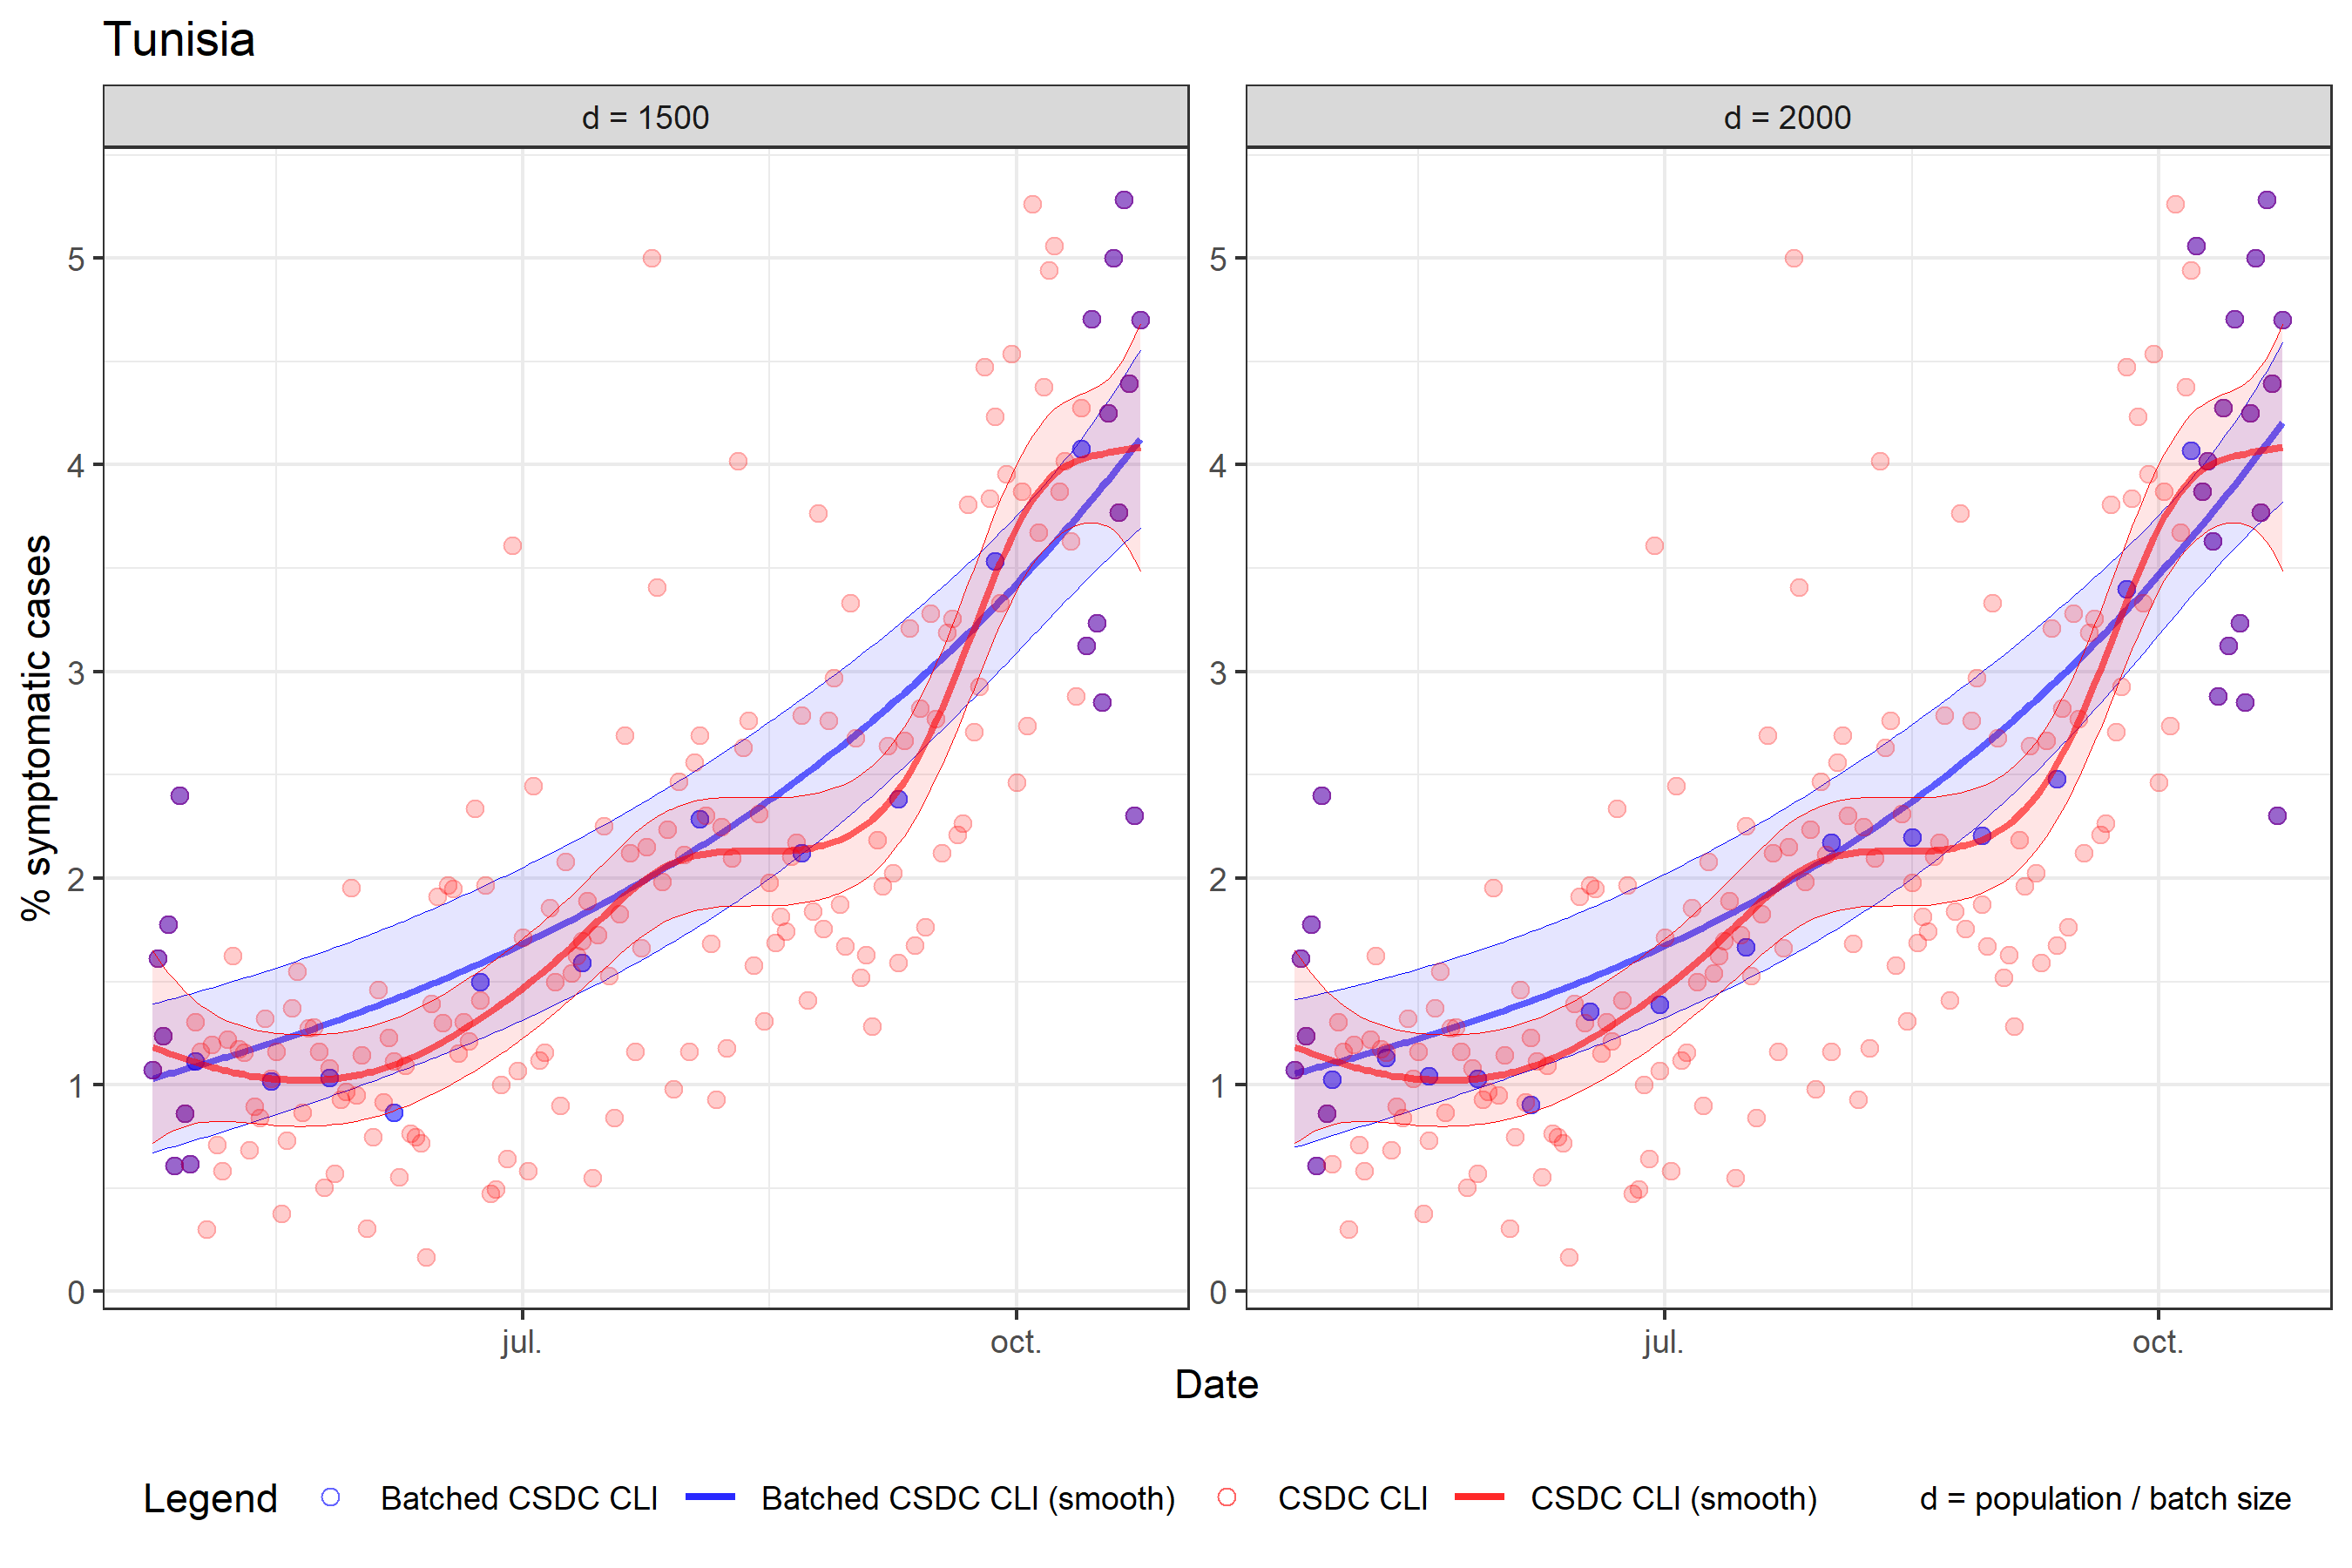 Tunisia
d = 1500
d = 2000
% symptomatic cases
5
4
3
2
1
0
5
4
3
2
1
0
jul.
oct.
jul.
oct.
Date
Legend
Batched CSDC CLI
Batched CSDC CLI (smooth)
CSDC CLI
CSDC CLI (smooth)
d = population / batch size